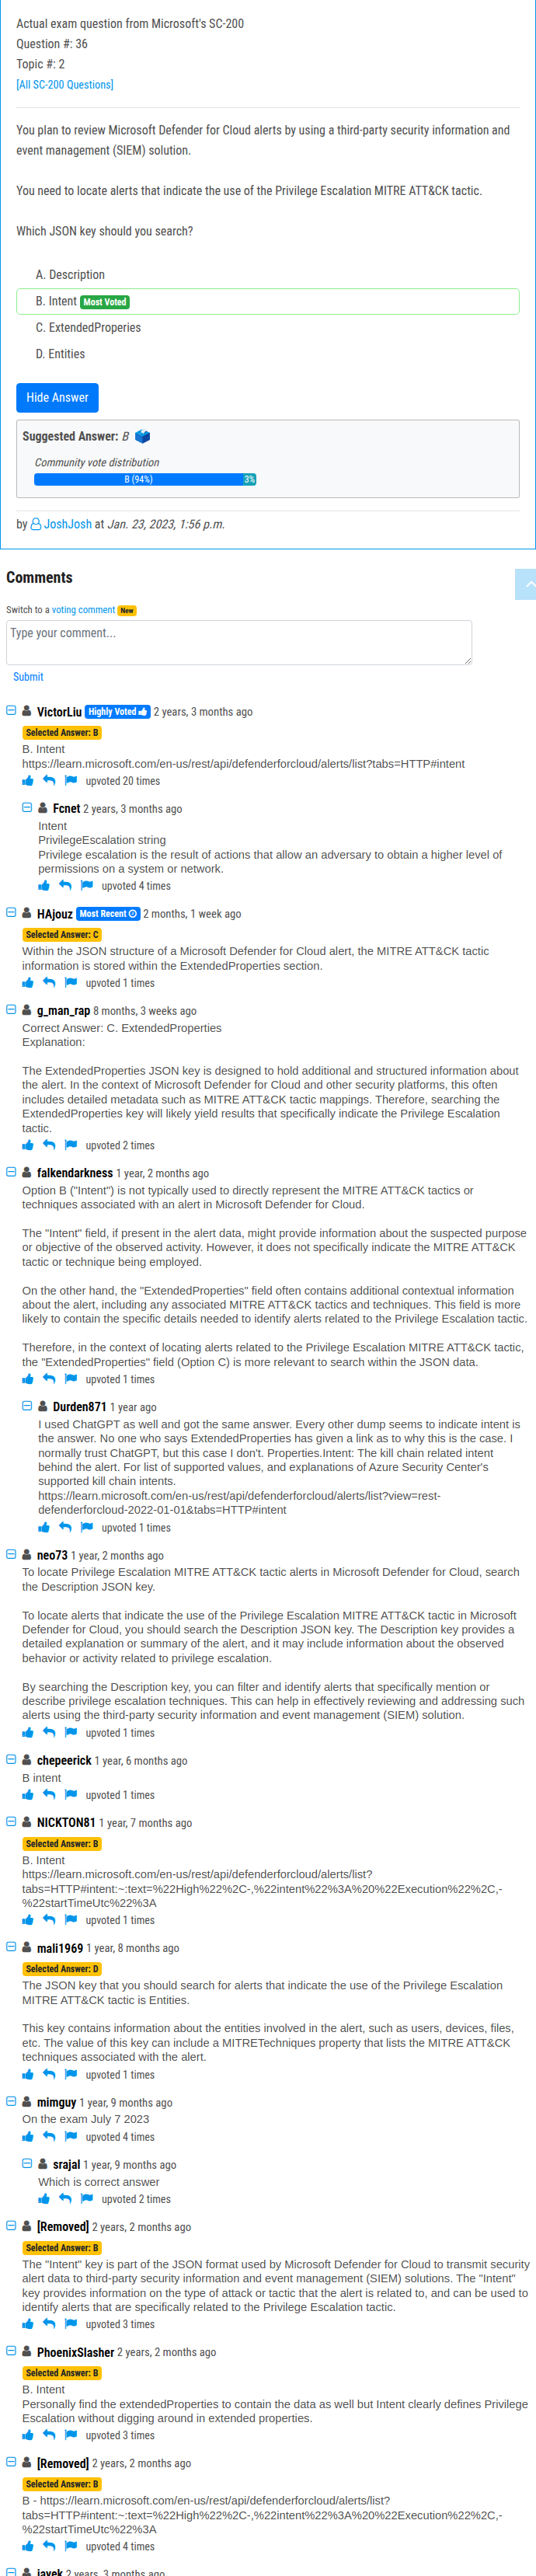 Actual exam question from Microsoft's SC-200
Question #: 36
Topic #: 2
[All SC-200 Questions]
You plan to review Microsoft Defender for Cloud alerts by using a third-party security information and
event management (SIEM) solution.
You need to locate alerts that indicate the use of the Privilege Escalation MITRE ATT&CK tactic.
Which JSON key should you search?
A. Description
B. Intent Most Voted
C. ExtendedProperies
D. Entities
Hide Answer
Suggested Answer: B
Community vote distribution
B (94%) 3%
by JoshJosh at Jan. 23, 2023, 1:56 p.m.
Comments
Switch to a voting comment New
Type your comment...
Submit
VictorLiu Highly Voted 2 years, 3 months ago
Selected Answer: B
B. Intent
https://learn.microsoft.com/en-us/rest/api/defenderforcloud/alerts/list?tabs=HTTP#intent
upvoted 20 times
Fcnet 2 years, 3 months ago
Intent
PrivilegeEscalation string
Privilege escalation is the result of actions that allow an adversary to obtain a higher level of
permissions on a system or network.
upvoted 4 times
HAjouz Most Recent 2 months, 1 week ago
Selected Answer: C
Within the JSON structure of a Microsoft Defender for Cloud alert, the MITRE ATT&CK tactic
information is stored within the ExtendedProperties section.
upvoted 1 times
g_man_rap 8 months, 3 weeks ago
Correct Answer: C. ExtendedProperties
Explanation:
The ExtendedProperties JSON key is designed to hold additional and structured information about
the alert. In the context of Microsoft Defender for Cloud and other security platforms, this often
includes detailed metadata such as MITRE ATT&CK tactic mappings. Therefore, searching the
ExtendedProperties key will likely yield results that specifically indicate the Privilege Escalation
tactic.
upvoted 2 times
falkendarkness 1 year, 2 months ago
Option B ("Intent") is not typically used to directly represent the MITRE ATT&CK tactics or
techniques associated with an alert in Microsoft Defender for Cloud.
The "Intent" field, if present in the alert data, might provide information about the suspected purpose
or objective of the observed activity. However, it does not specifically indicate the MITRE ATT&CK
tactic or technique being employed.
On the other hand, the "ExtendedProperties" field often contains additional contextual information
about the alert, including any associated MITRE ATT&CK tactics and techniques. This field is more
likely to contain the specific details needed to identify alerts related to the Privilege Escalation tactic.
Therefore, in the context of locating alerts related to the Privilege Escalation MITRE ATT&CK tactic,
the "ExtendedProperties" field (Option C) is more relevant to search within the JSON data.
upvoted 1 times
Durden871 1 year ago
I used ChatGPT as well and got the same answer. Every other dump seems to indicate intent is
the answer. No one who says ExtendedProperties has given a link as to why this is the case. I
normally trust ChatGPT, but this case I don't. Properties.Intent: The kill chain related intent
behind the alert. For list of supported values, and explanations of Azure Security Center's
supported kill chain intents.
https://learn.microsoft.com/en-us/rest/api/defenderforcloud/alerts/list?view=rest-
defenderforcloud-2022-01-01&tabs=HTTP#intent
upvoted 1 times
neo73 1 year, 2 months ago
To locate Privilege Escalation MITRE ATT&CK tactic alerts in Microsoft Defender for Cloud, search
the Description JSON key.
To locate alerts that indicate the use of the Privilege Escalation MITRE ATT&CK tactic in Microsoft
Defender for Cloud, you should search the Description JSON key. The Description key provides a
detailed explanation or summary of the alert, and it may include information about the observed
behavior or activity related to privilege escalation.
By searching the Description key, you can filter and identify alerts that specifically mention or
describe privilege escalation techniques. This can help in effectively reviewing and addressing such
alerts using the third-party security information and event management (SIEM) solution.
upvoted 1 times
chepeerick 1 year, 6 months ago
B intent
upvoted 1 times
NICKTON81 1 year, 7 months ago
Selected Answer: B
B. Intent
https://learn.microsoft.com/en-us/rest/api/defenderforcloud/alerts/list?
tabs=HTTP#intent:~:text=%22High%22%2C-,%22intent%22%3A%20%22Execution%22%2C,-
%22startTimeUtc%22%3A
upvoted 1 times
mali1969 1 year, 8 months ago
Selected Answer: D
The JSON key that you should search for alerts that indicate the use of the Privilege Escalation
MITRE ATT&CK tactic is Entities.
This key contains information about the entities involved in the alert, such as users, devices, files,
etc. The value of this key can include a MITRETechniques property that lists the MITRE ATT&CK
techniques associated with the alert.
upvoted 1 times
mimguy 1 year, 9 months ago
On the exam July 7 2023
upvoted 4 times
srajal 1 year, 9 months ago
Which is correct answer
upvoted 2 times
[Removed] 2 years, 2 months ago
Selected Answer: B
The "Intent" key is part of the JSON format used by Microsoft Defender for Cloud to transmit security
alert data to third-party security information and event management (SIEM) solutions. The "Intent"
key provides information on the type of attack or tactic that the alert is related to, and can be used to
identify alerts that are specifically related to the Privilege Escalation tactic.
upvoted 3 times
PhoenixSlasher 2 years, 2 months ago
Selected Answer: B
B. Intent
Personally find the extendedProperties to contain the data as well but Intent clearly defines Privilege
Escalation without digging around in extended properties.
upvoted 3 times
[Removed] 2 years, 2 months ago
Selected Answer: B
B - https://learn.microsoft.com/en-us/rest/api/defenderforcloud/alerts/list?
tabs=HTTP#intent:~:text=%22High%22%2C-,%22intent%22%3A%20%22Execution%22%2C,-
%22startTimeUtc%22%3A
upvoted 4 times
jayek 2 years, 3 months ago